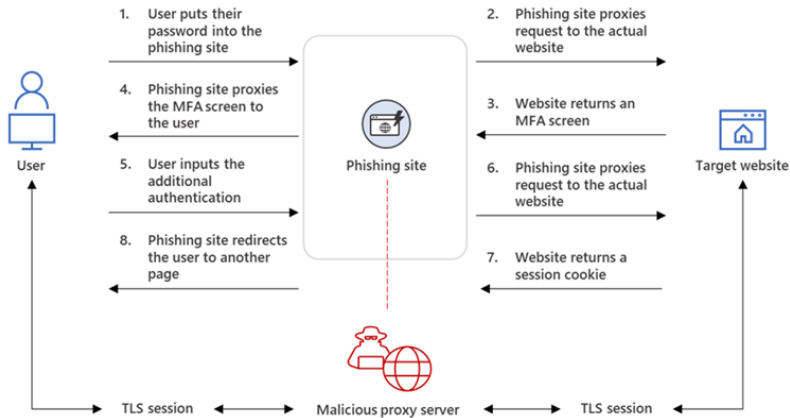 1. User puts their
password into the
phishing site
2. Phishing site proxies
request to the actual
website
4. Phishing site proxies
the MFA screen to
the user
3. Website returns an
MFA screen
User
Phishing site
Target website
5. User inputs the
additional
authentication
6. Phishing site proxies
request to the actual
website
8. Phishing site redirects
the user to another
page
7. Website returns a
session cookie
TLS session
Malicious proxy server
TLS session